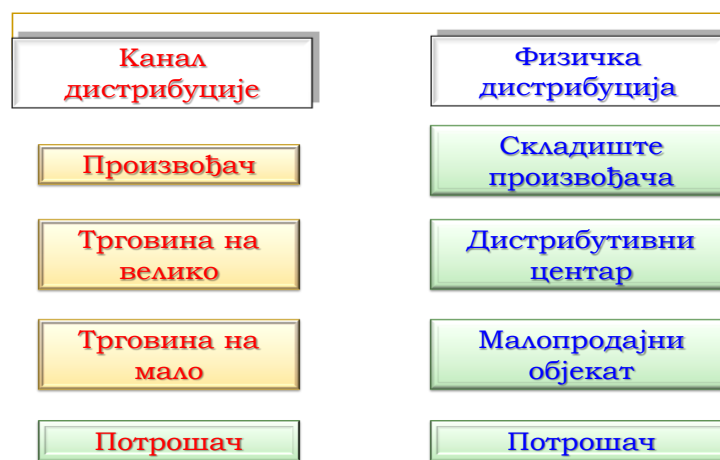 Канал
дистрибуције
Произвођач
Трговина на
велико
Трговина на
мало
Потрошач
Физичка
дистрибуција
Складиште
произвођача
Дистрибутивни
центар
Малопродајни
објекат
Потрошач